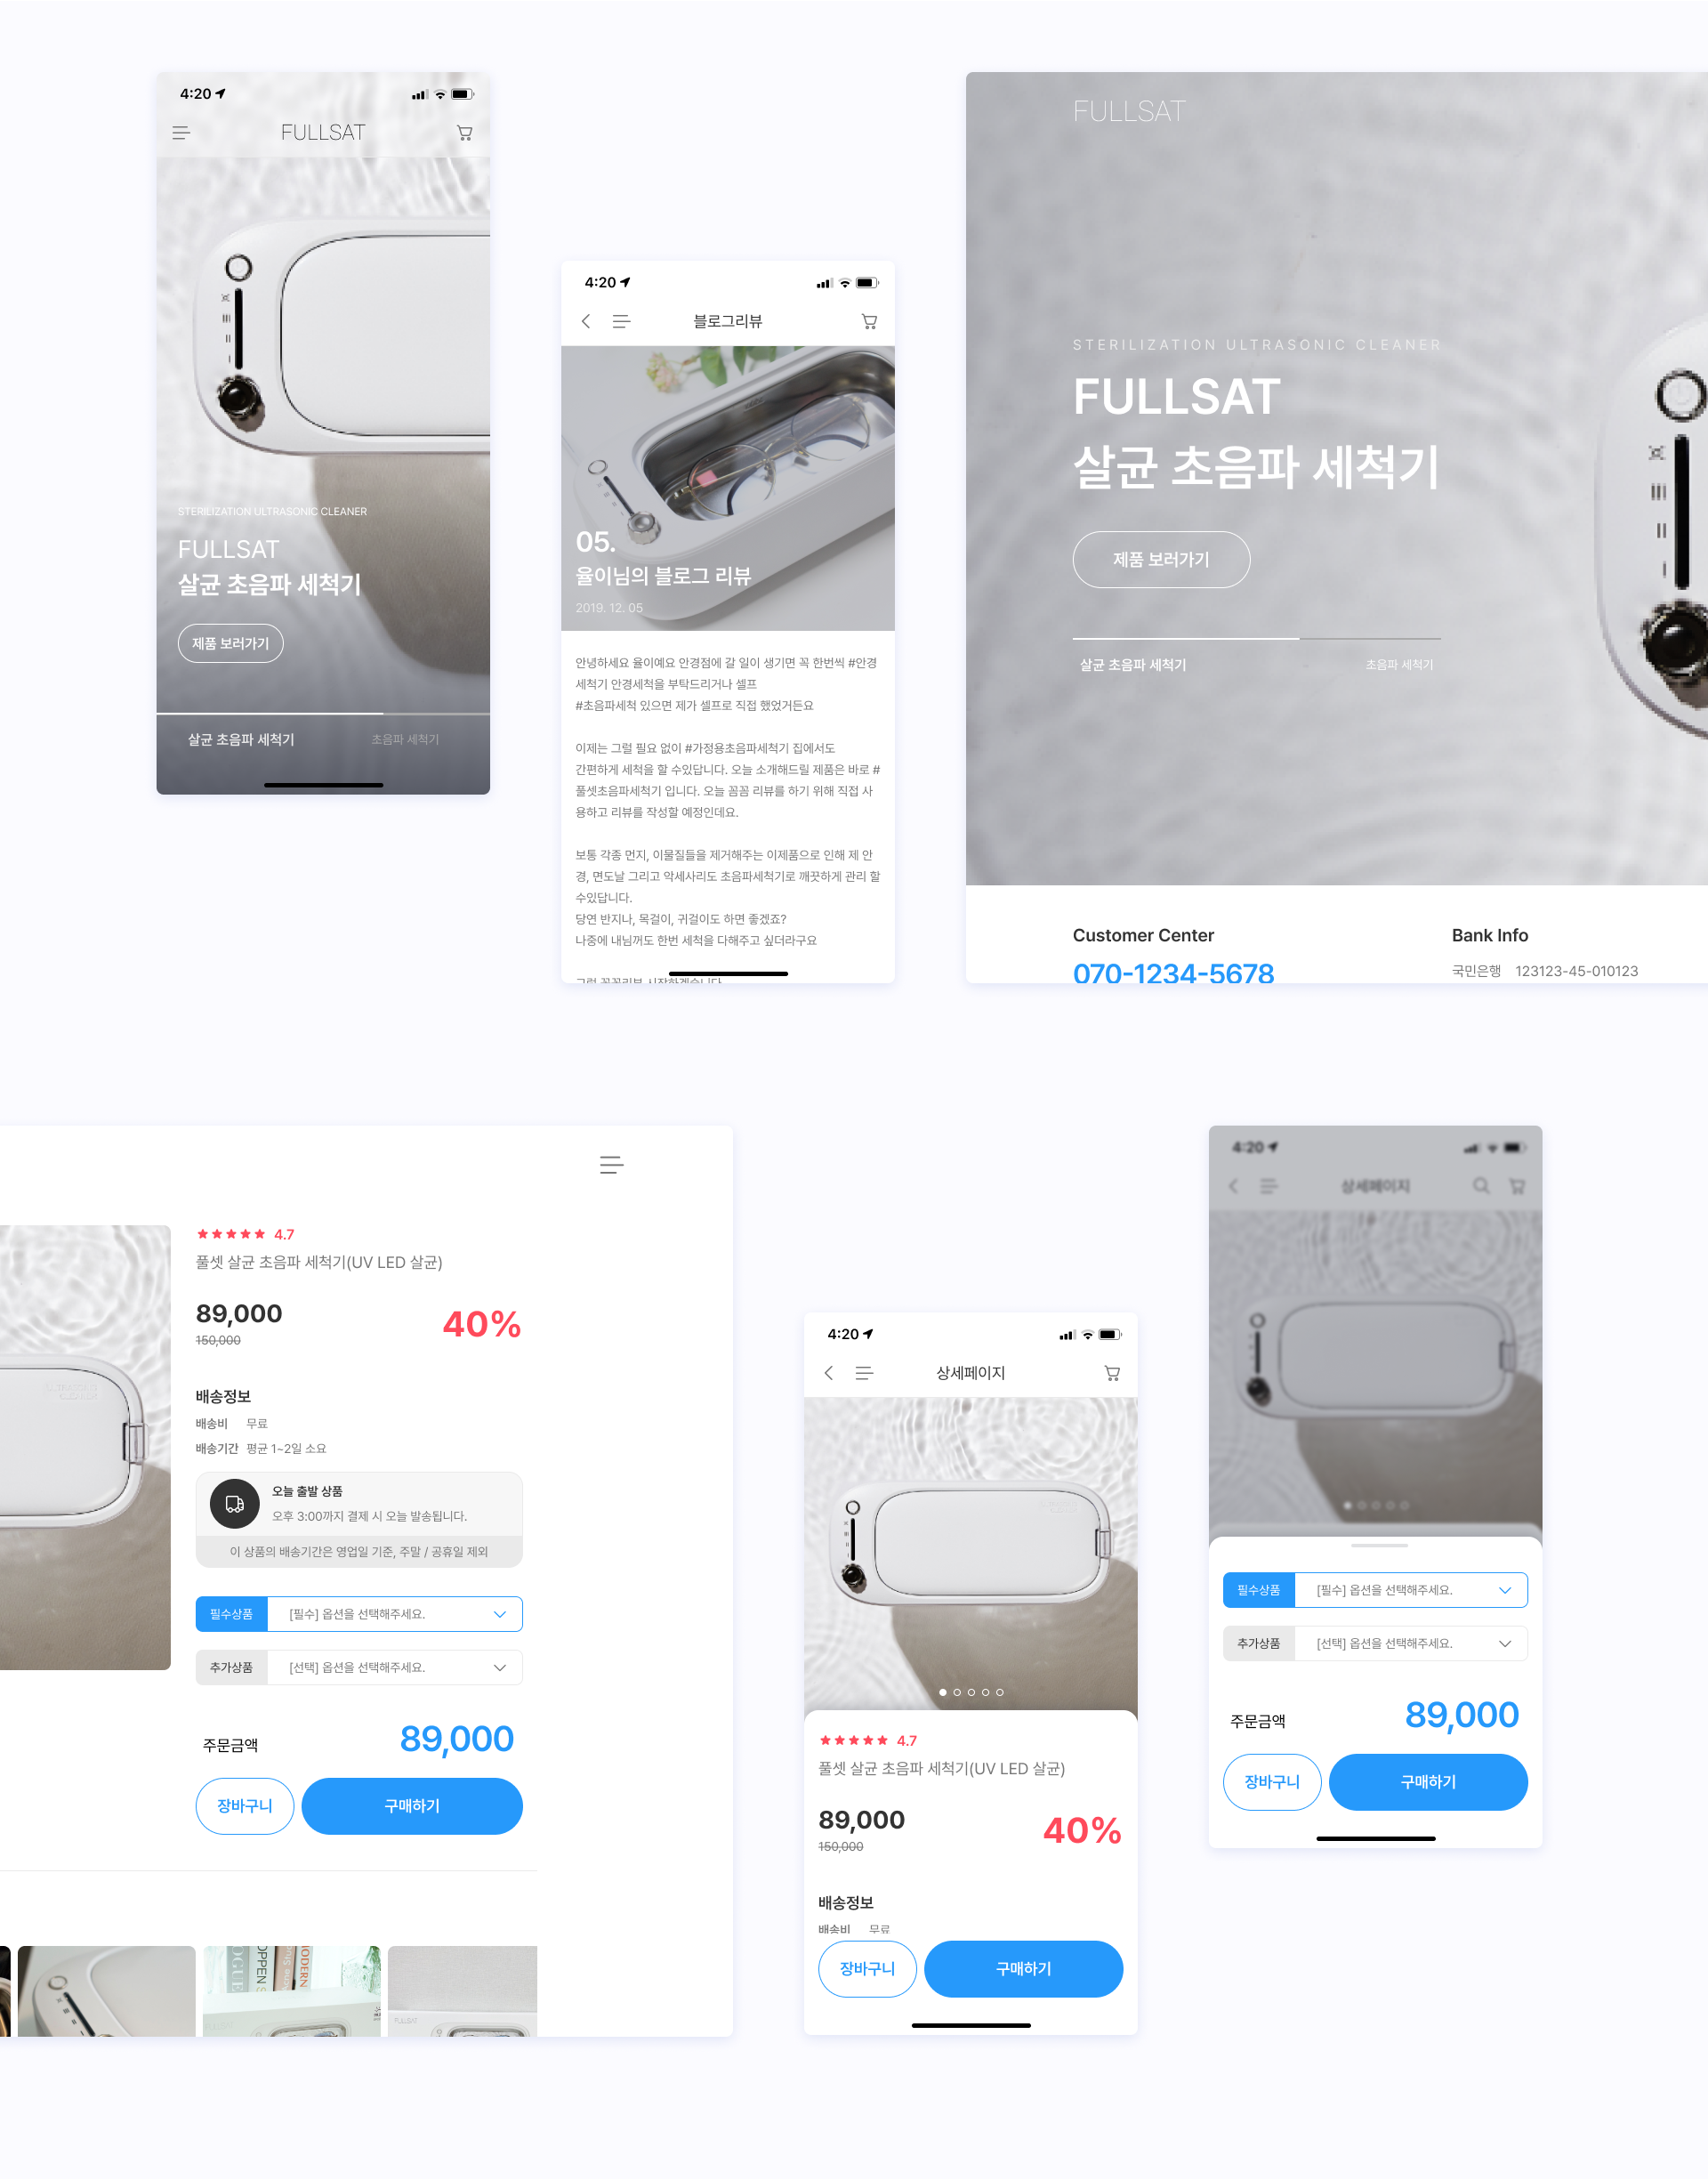 4:20
FULLSAT
STERILIZATION ULTRASONIC CLEANER
FULLSAT
살균 초음파 세척기
제품 보러가기
살균 초음파 세척기
초음파 세척기
4:20
블로그리뷰
05.
율이님의 블로그 리뷰
2019. 12. 05
안녕하세요 율이예요 안경점에 갈 일이 생기면 꼭 한번씩 #안경
세척기 안경세척을 부탁드리거나 셀프
#초음파세척 있으면 제가 셀프로 직접 했었거든요
이제는 그럴 필요 없이 #가정용초음파세척기 집에서도
간편하게 세척을 할 수있답니다. 오늘 소개해드릴 제품은 바로 #
풀셋초음파세척기 입니다. 오늘 꼼꼼 리뷰를 하기 위해 직접 사
용하고 리뷰를 작성할 예정인데요.
보통 각종 먼지, 이물질들을 제거해주는 이제품으로 인해 제 안
경, 면도날 그리고 악세사리도 초음파세척기로 깨끗하게 관리 할
수있답니다.
당연 반지나, 목걸이, 귀걸이도 하면 좋겠죠?
나중에 내님꺼도 한번 세척을 다해주고 싶더라구요
FULLSAT
STERILIZATION ULTRASONIC CLEANER
FULLSAT
살균 초음파 세척기
제품 보러가기
살균 초음파 세척기
초음파 세척기
Customer Center
070-1234-5678
Bank Info
국민은행 123123-45-010123
4.7
풀셋 살균 초음파 세척기(UV LED 살균)
89,000
40%
150,000
배송정보
배송비 무료
배송기간 평균 1~2일 소요
오늘 출발 상품
오후 3:00까지 결제 시 오늘 발송됩니다.
이 상품의 배송기간은 영업일 기준, 주말 / 공휴일 제외
필수상품 [필수] 옵션을 선택해주세요.
추가상품 [선택] 옵션을 선택해주세요.
주문금액 89,000
장바구니 구매하기
4:20
상세페이지
4.7
풀셋 살균 초음파 세척기(UV LED 살균)
89,000
40%
150,000
배송정보
배송비 무료
장바구니 구매하기
4:20
상세페이지
필수상품 [필수] 옵션을 선택해주세요.
추가상품 [선택] 옵션을 선택해주세요.
주문금액 89,000
장바구니 구매하기